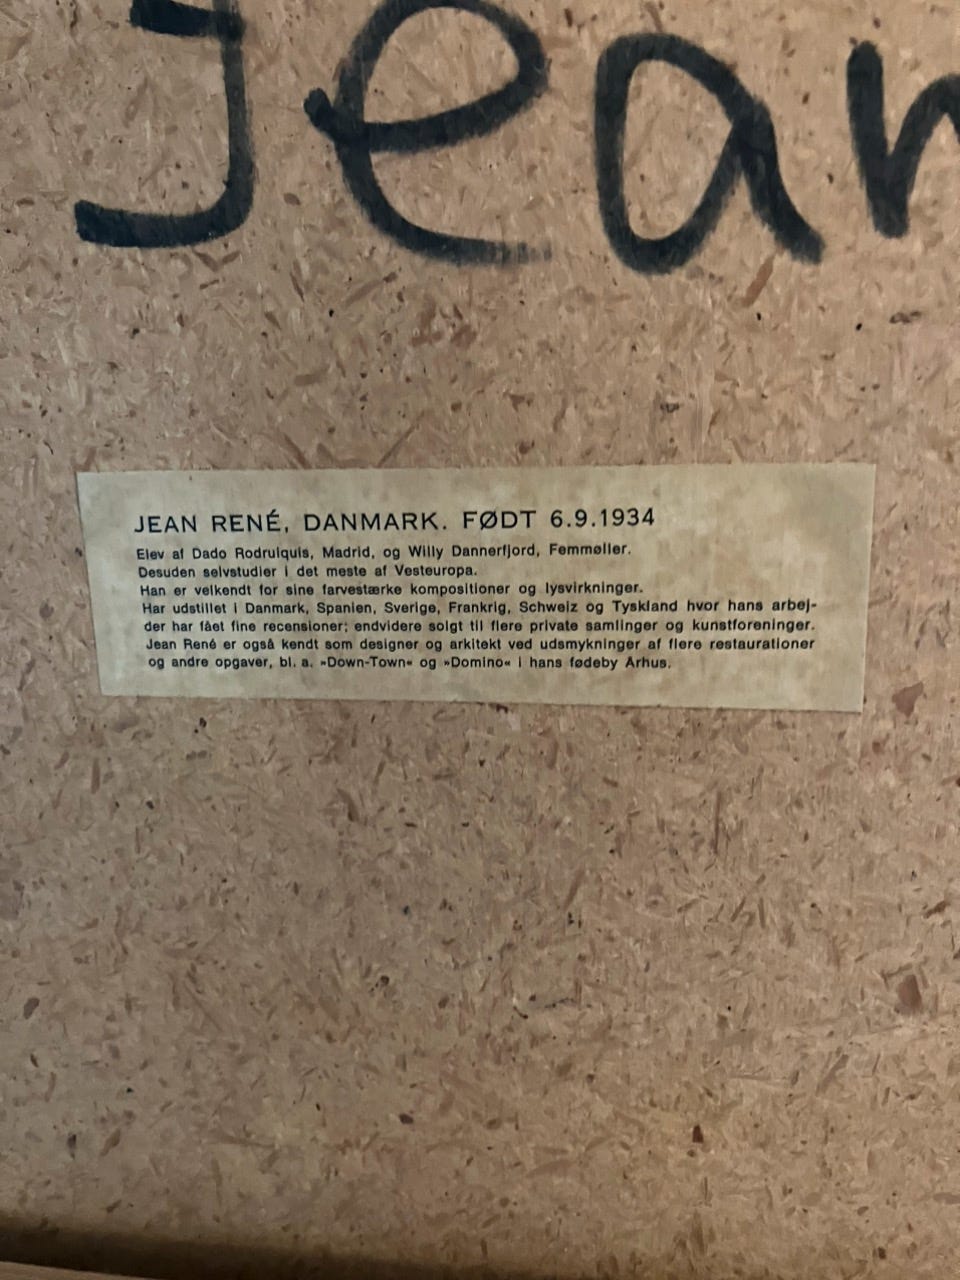 Jean
JEAN RENÉ, DANMARK. FØDT 6.9.1934
Elev af Dado Rodruiquis, Madrid, og Willy Dannerfjord, Femmøller.
Desuden selvstudier i det meste af Vesteuropa.
Han er velkendt for sine farvestærke kompositioner og lysvirkninger.
Har udstillet i Danmark, Spanien, Sverige, Frankrig, Schweiz og Tyskland hvor hans arbej-
der har fået fine recensioner; endvidere solgt til flere private samlinger og kunstforeninger.
Jean René er også kendt som designer og arkitekt ved udsmykninger af flere restaurationer
og andre opgaver, bl. a. »Down-Town« og »Domino« i hans fødeby Århus.